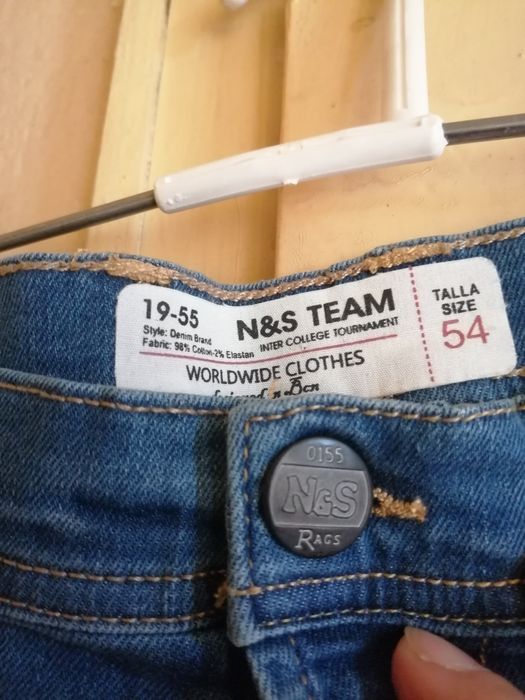 19-55
Style: Denim Brand
Fabric: 98% Cotton-2% Elastan
N&S TEAM
INTER COLLEGE TOURNAMENT
WORLDWIDE CLOTHES
Bcn
TALLA
SIZE
54
0155
N&S
RAGS